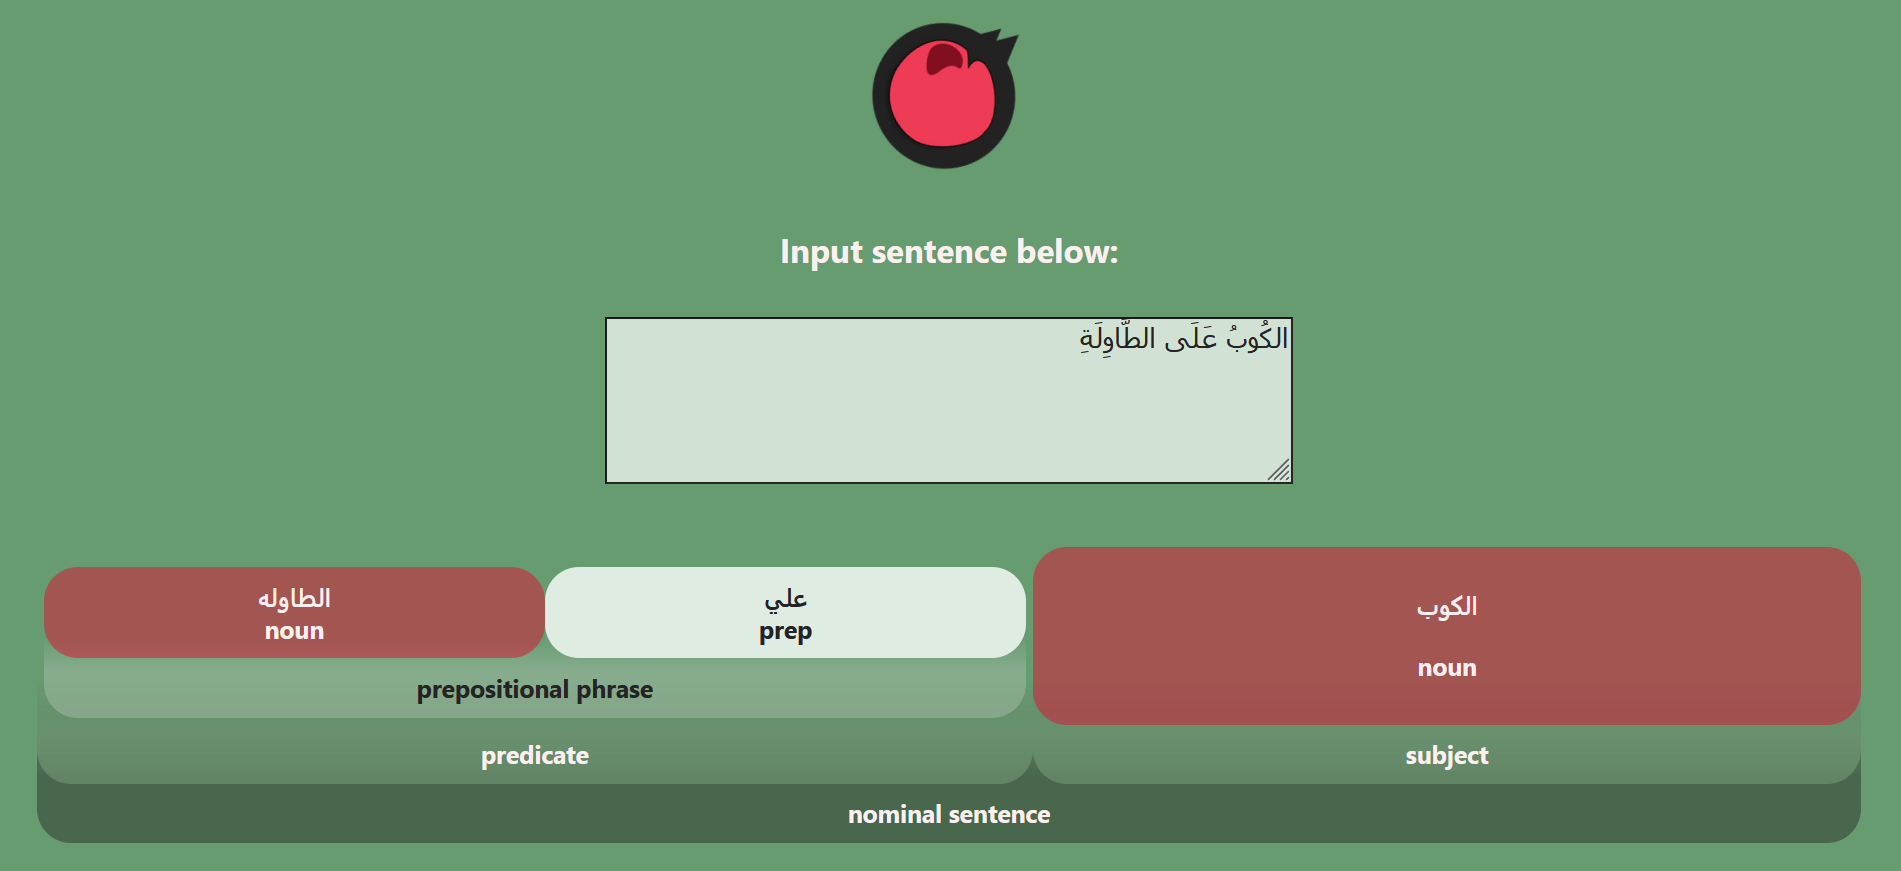 Input sentence below:
الكُوبُ عَلَى الطَّاوِلَةِ
الكوب
noun
علي
prep
الطاوله
noun
prepositional phrase
subject
predicate
nominal sentence